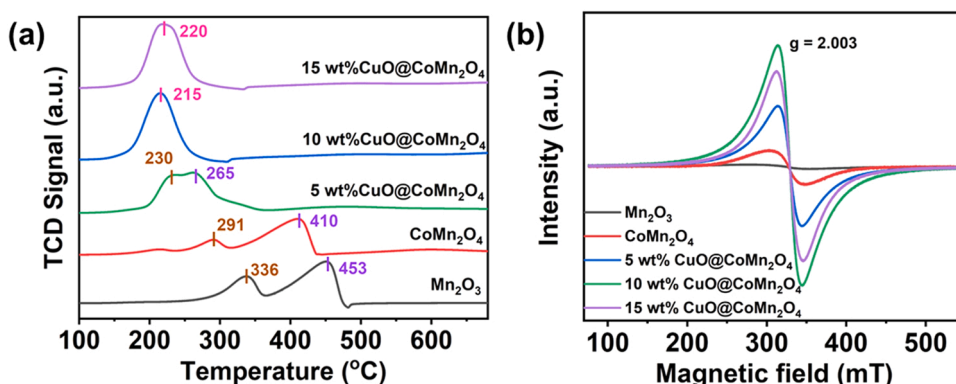 (a)
TCD Signal (a.u.)
220
15 wt%CuO@CoMn₂O₄
215
10 wt%CuO@CoMn₂O₄
230
265
5 wt%CuO@CoMn₂O₄
291
410
CoMn₂O₄
336
453
Mn₂O₃
100 200 300 400 500 600
Temperature (°C)
(b)
Intensity (a.u.)
g = 2.003
Mn₂O₃
CoMn₂O₄
5 wt% CuO@CoMn₂O₄
10 wt% CuO@CoMn₂O₄
15 wt% CuO@CoMn₂O₄
100 200 300 400 500
Magnetic field (mT)